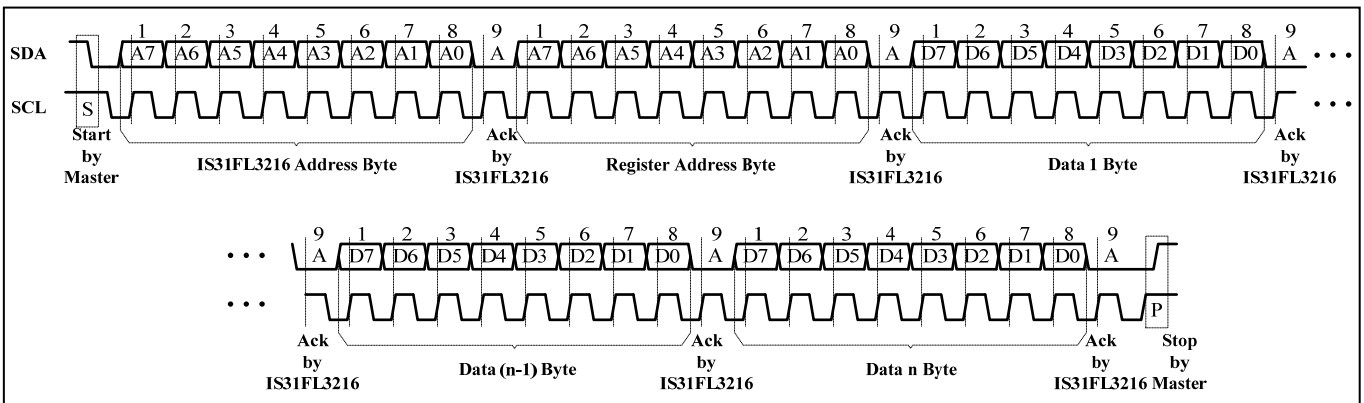 1 2 3 4 5 6 7 8 9 1 2 3 4 5 6 7 8 9 1 2 3 4 5 6 7 8 9
SDA A7 A6 A5 A4 A3 A2 A1 A0 A A7 A6 A5 A4 A3 A2 A1 A0 A D7 D6 D5 D4 D3 D2 D1 D0 A • • •
SCL S • • •
Start by Master
IS31FL3216 Address Byte
Ack by IS31FL3216
Register Address Byte
Ack by IS31FL3216
Data 1 Byte
Ack by IS31FL3216
9 1 2 3 4 5 6 7 8 9 1 2 3 4 5 6 7 8 9
• • • A D7 D6 D5 D4 D3 D2 D1 D0 A D7 D6 D5 D4 D3 D2 D1 D0 A
• • • P
Ack by IS31FL3216
Data (n-1) Byte
Ack by IS31FL3216
Data n Byte
Ack by IS31FL3216
Stop by Master